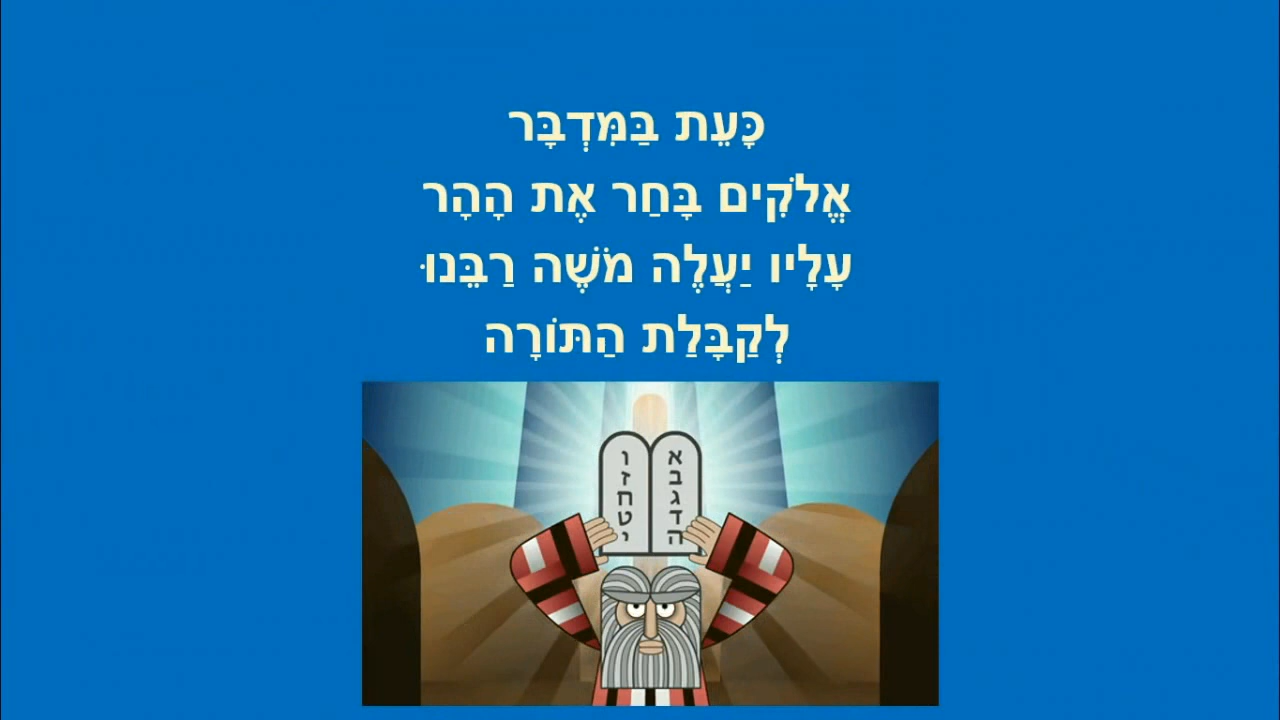 כָּעֵת בַּמִּדְבָּר
אֱלֹקִים בָּחַר אֶת הָהָר
עָלָיו יַעֲלֶה מֹשֶׁה רַבֵּנוּ
לְקַבָּלַת הַתּוֹרָה
א
ב
ג
ד
ה
ו
ז
ח
ט
י